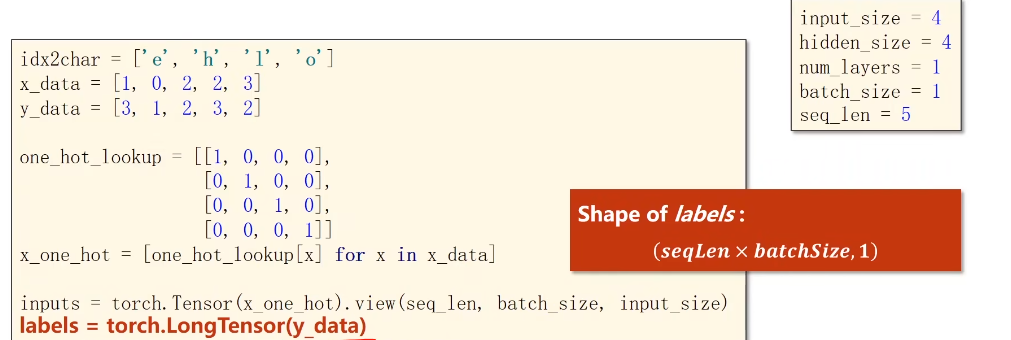 input_size = 4
hidden_size = 4
num_layers = 1
batch_size = 1
seq_len = 5
idx2char = ['e', 'h', 'l', 'o']
x_data = [1, 0, 2, 2, 3]
y_data = [3, 1, 2, 3, 2]
one_hot_lookup = [[1, 0, 0, 0],
[0, 1, 0, 0],
[0, 0, 1, 0],
[0, 0, 0, 1]]
x_one_hot = [one_hot_lookup[x] for x in x_data]
inputs = torch.Tensor(x_one_hot).view(seq_len, batch_size, input_size)
labels = torch.LongTensor(y_data)
Shape of labels:
(seqLen × batchSize, 1)